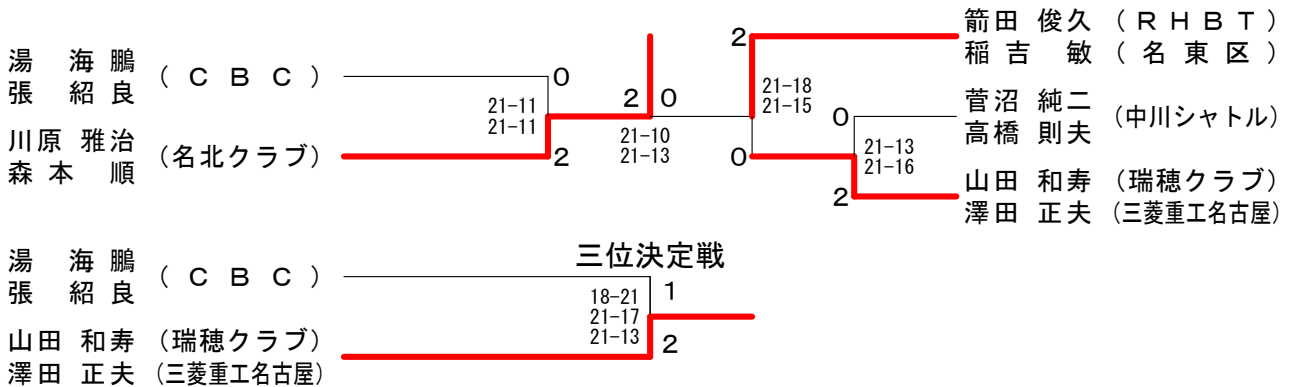 湯 海 鵬
張 紹 良
（ＣＢＣ）
川原 雅治
森 本 順
（名北クラブ）
0
21-11
21-11
2
2
0
21-10
21-13
2
21-18
21-15
0
0
21-13
21-16
2
箭田 俊久 （ＲＨＢＴ）
稲 吉 敏 （名東区）
菅沼 純二
高橋 則夫
（中川シャトル）
山田 和寿 （瑞穂クラブ）
澤田 正夫 （三菱重工名古屋）
三位決定戦
湯 海 鵬
張 紹 良
（ＣＢＣ）
山田 和寿 （瑞穂クラブ）
澤田 正夫 （三菱重工名古屋）
18-21
21-17
21-13
1
2